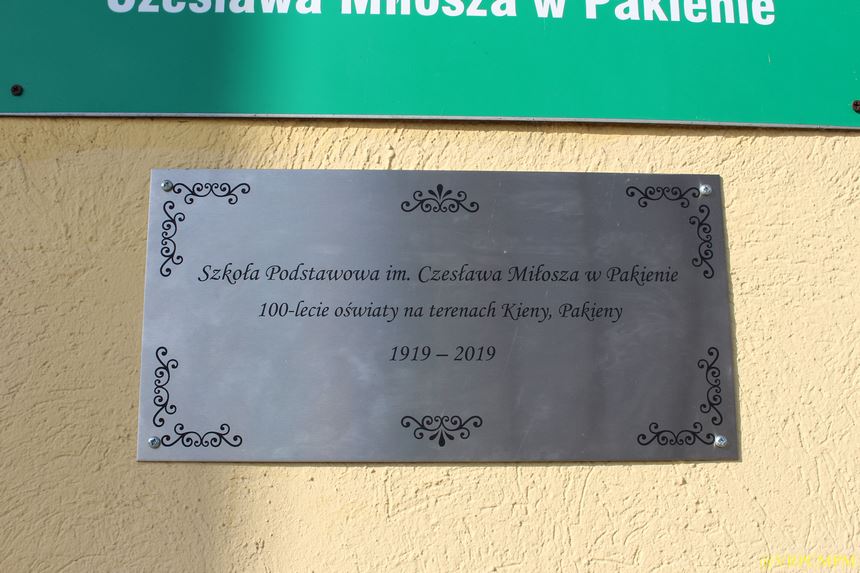 Czesława Miłosza w Pakienie
Szkoła Podstawowa im. Czesława Miłosza w Pakienie
100-lecie oświaty na terenach Kieny, Pakieny
1919 – 2019